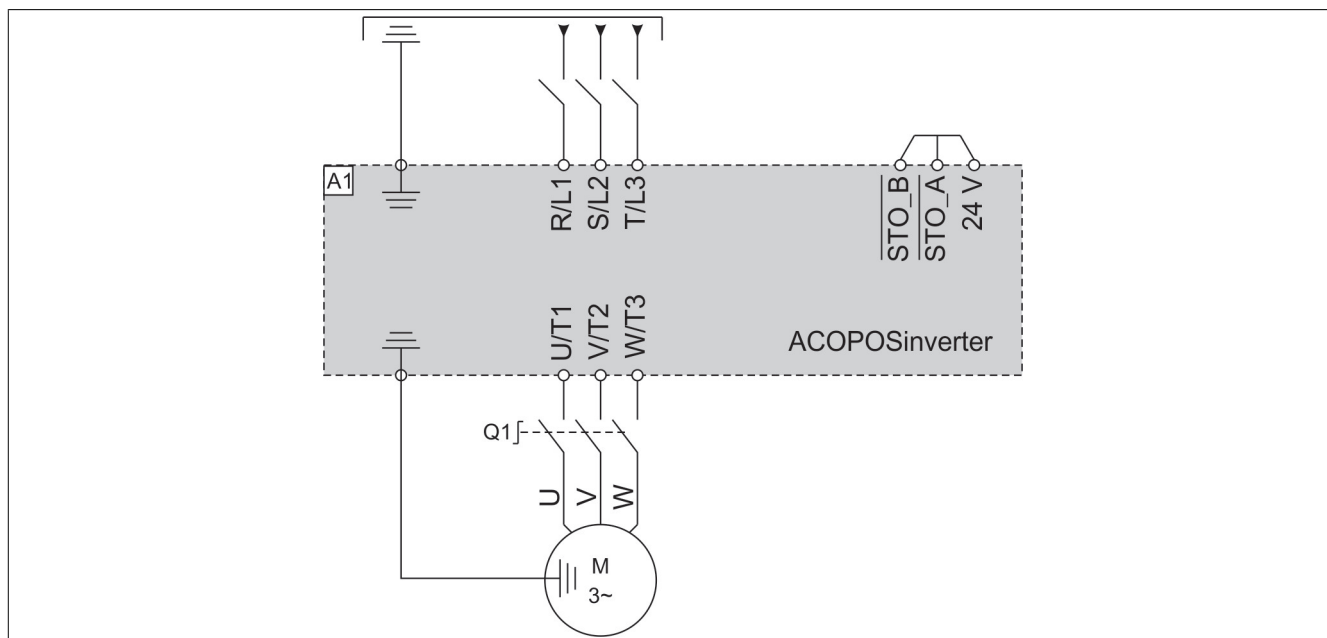 A1
R/L1
S/L2
T/L3
STO_B
STO_A
24 V
U/T1
V/T2
W/T3
ACOPOSinverter
Q1
U
V
W
M
3~